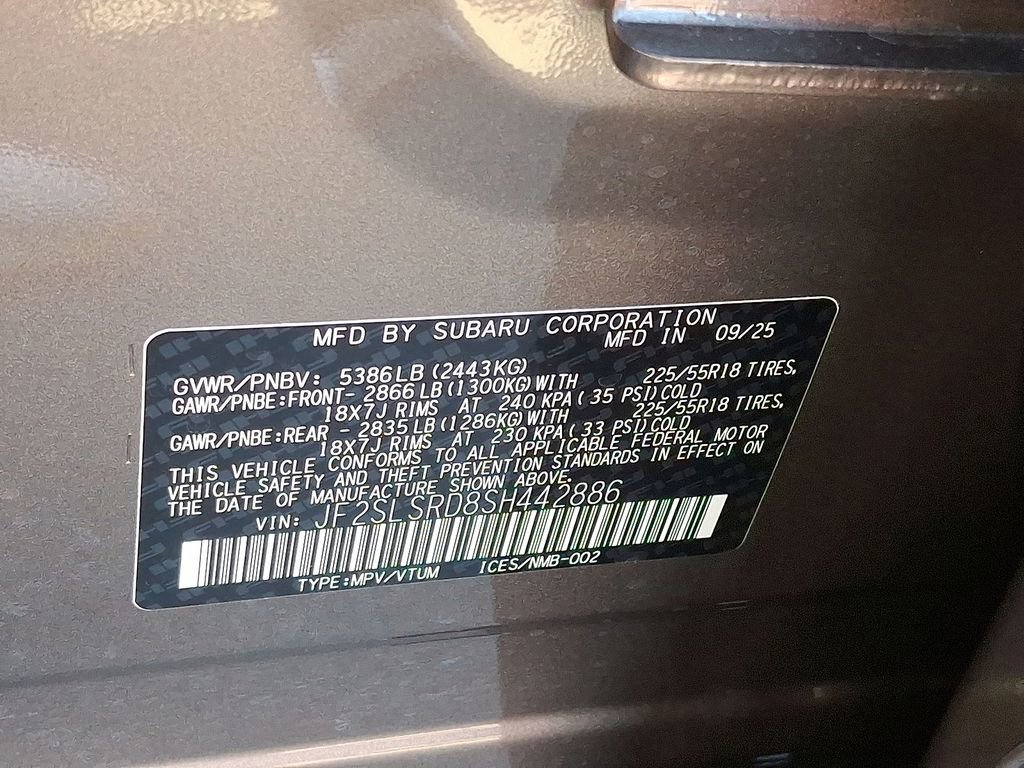 MFD BY SUBARU CORPORATION
MFD IN 09/25
GVWR/PNBV: 5386LB(2443KG)
GAWR/PNBE:FRONT- 2866LB(1300KG)WITH 225/55R18 TIRES,
18X7J RIMS AT 240 KPA(35 PSI)COLD
GAWR/PNBE:REAR - 2835LB(1286KG)WITH 225/55R18 TIRES,
18X7J RIMS AT 230 KPA(33 PSI)COLD
THIS VEHICLE CONFORMS TO ALL APPLICABLE FEDERAL MOTOR
VEHICLE SAFETY AND THEFT PREVENTION STANDARDS IN EFFECT ON
THE DATE OF MANUFACTURE SHOWN ABOVE.
VIN: JF2SLSRD8SH442886
TYPE:MPV/VTUM ICES/NMB-002